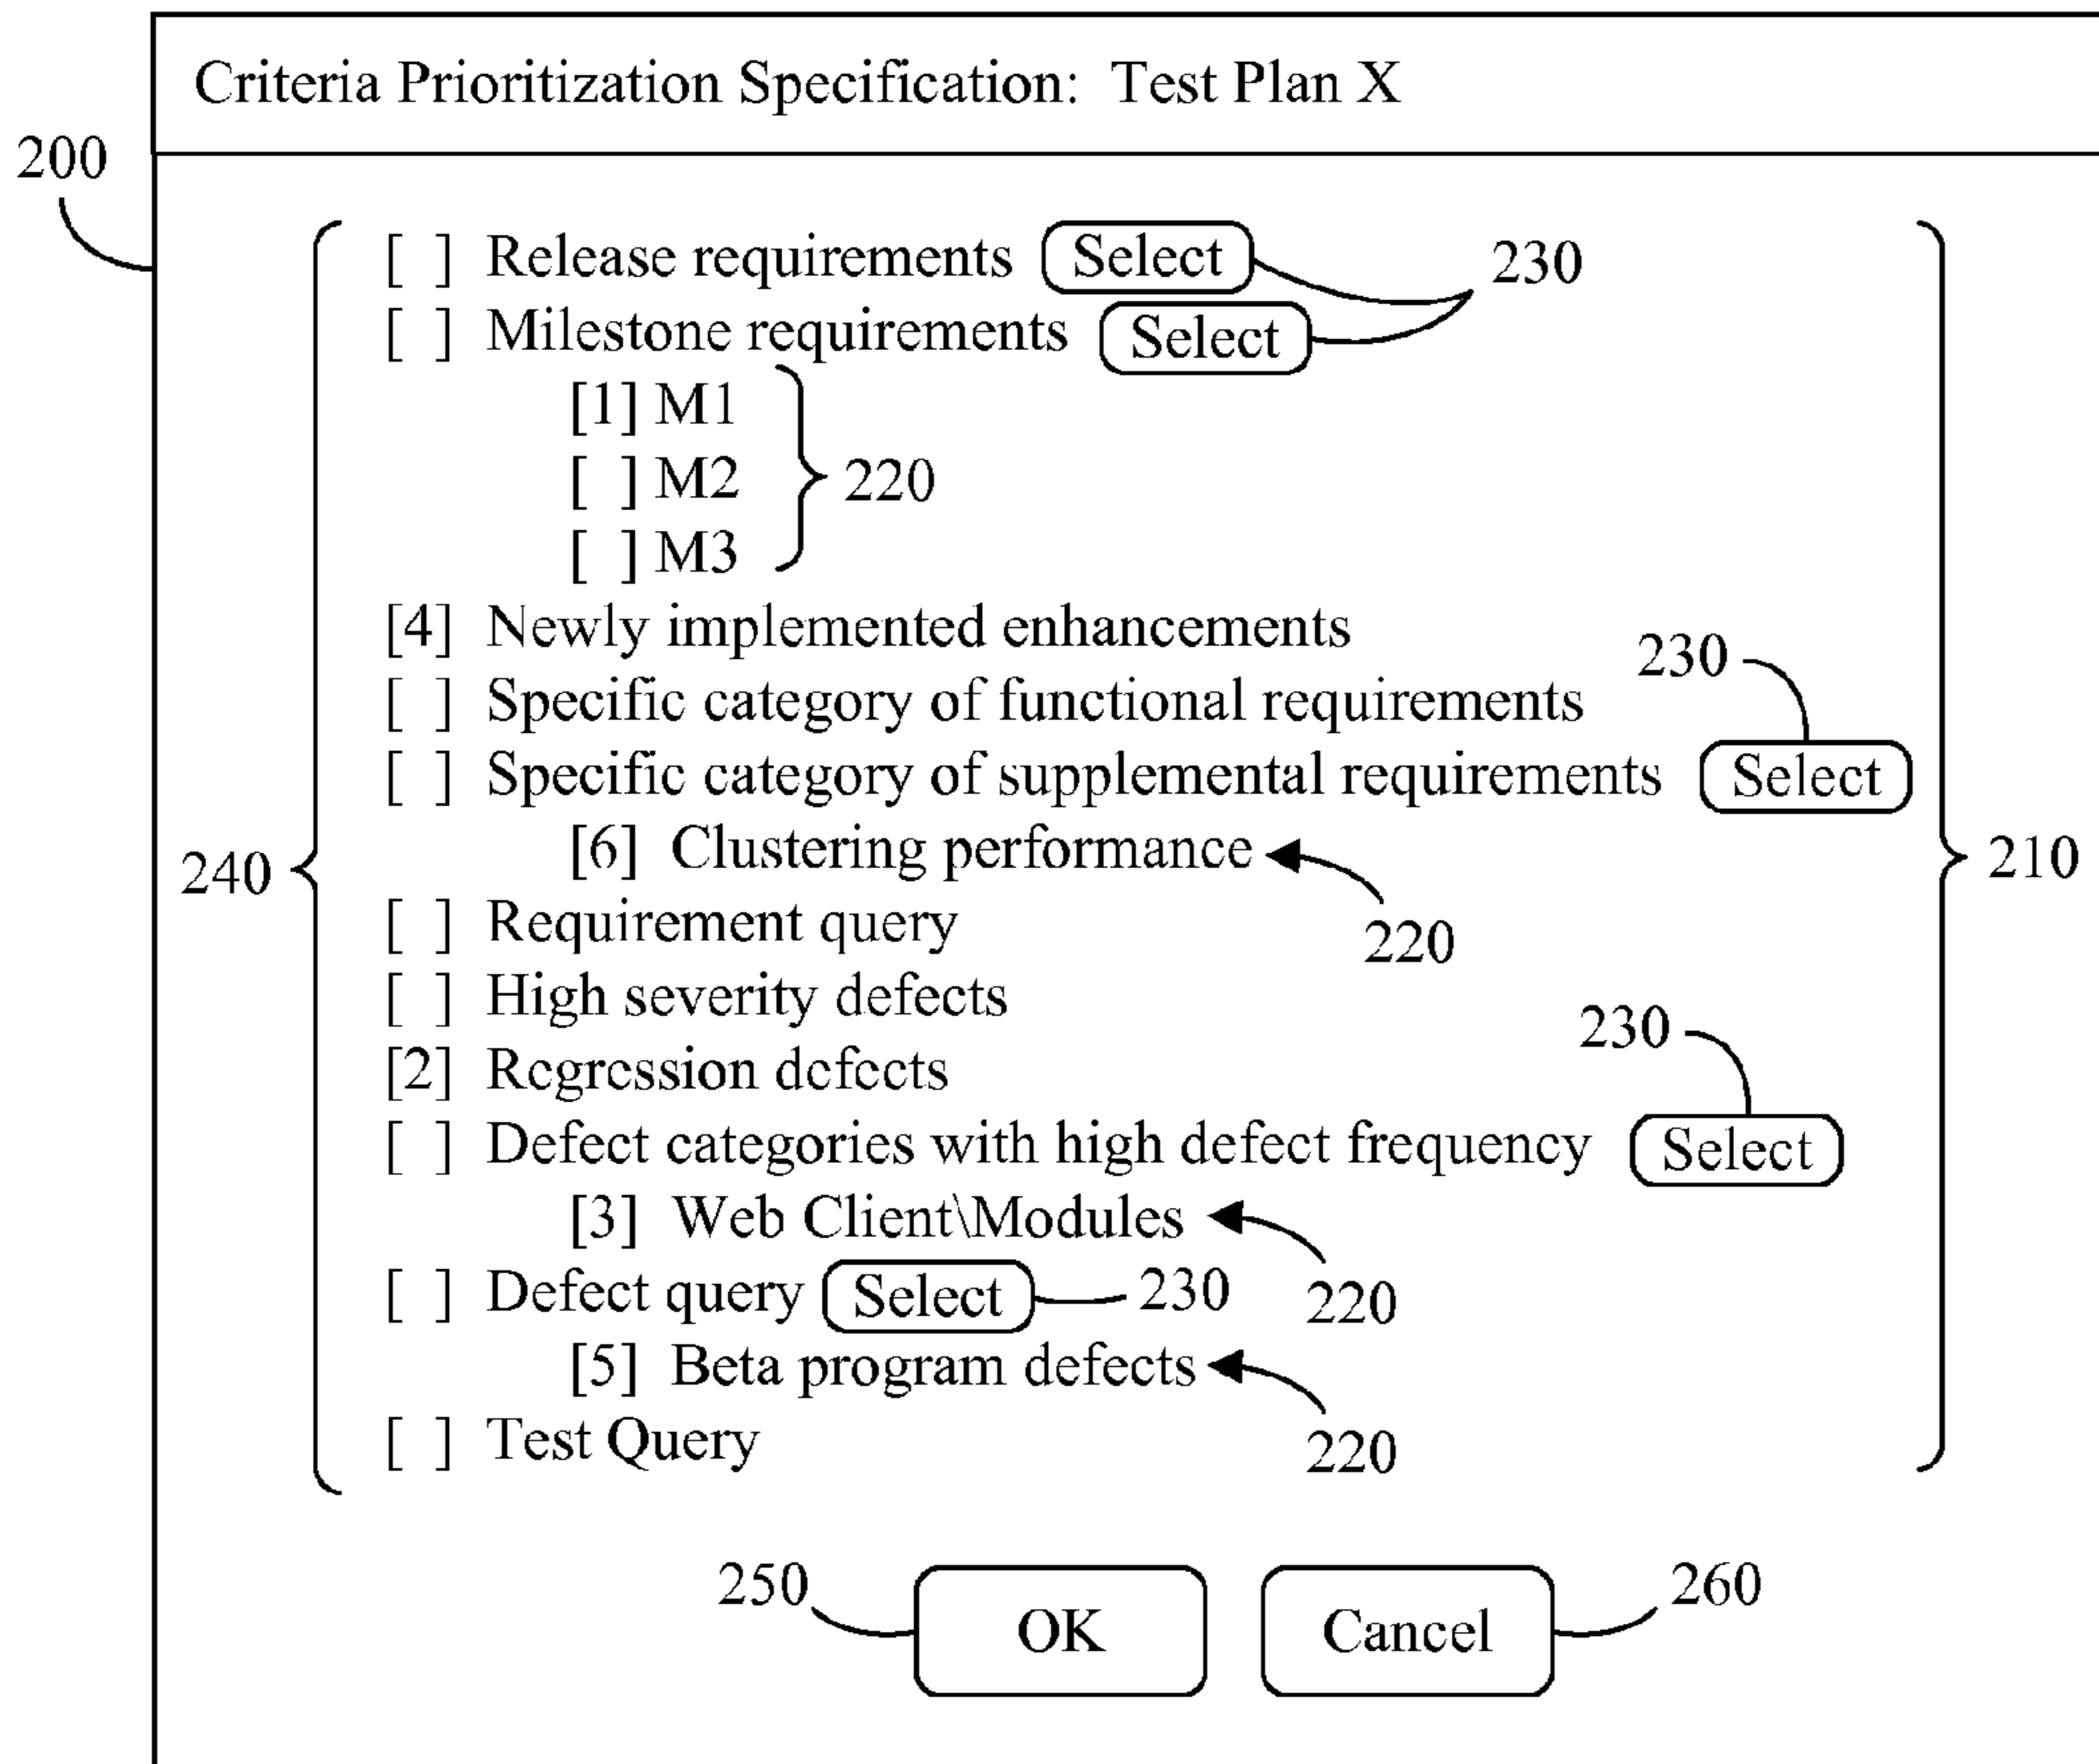 Criteria Prioritization Specification: Test Plan X
200
[ ] Release requirements Select 230
[ ] Milestone requirements Select
[1] M1
[ ] M2 220
[ ] M3
[4] Newly implemented enhancements
230
[ ] Specific category of functional requirements
[ ] Specific category of supplemental requirements Select
240 [6] Clustering performance 210
[ ] Requirement query 220
[ ] High severity defects
230
[2] Regression defects
[ ] Defect categories with high defect frequency Select
[3] Web Client\Modules
[ ] Defect query Select 230 220
[5] Beta program defects
[ ] Test Query 220
250 OK Cancel 260